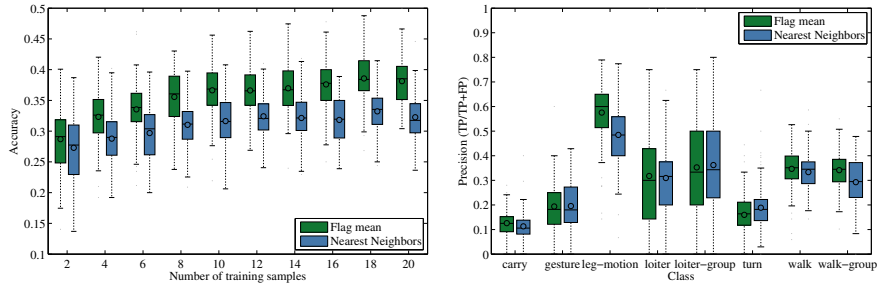 0.5
0.45
0.4
0.35
0.3
0.25
0.2
0.15
0.1
Accuracy
2 4 6 8 10 12 14 16 18 20
Number of training samples
Flag mean
Nearest Neighbors
1
0.9
0.8
0.7
0.6
0.5
0.4
0.3
0.2
0.1
0
Precision (TP/TP+FP)
carry gesture leg−motion loiter loiter−group turn walk walk−group
Class
Flag mean
Nearest Neighbors